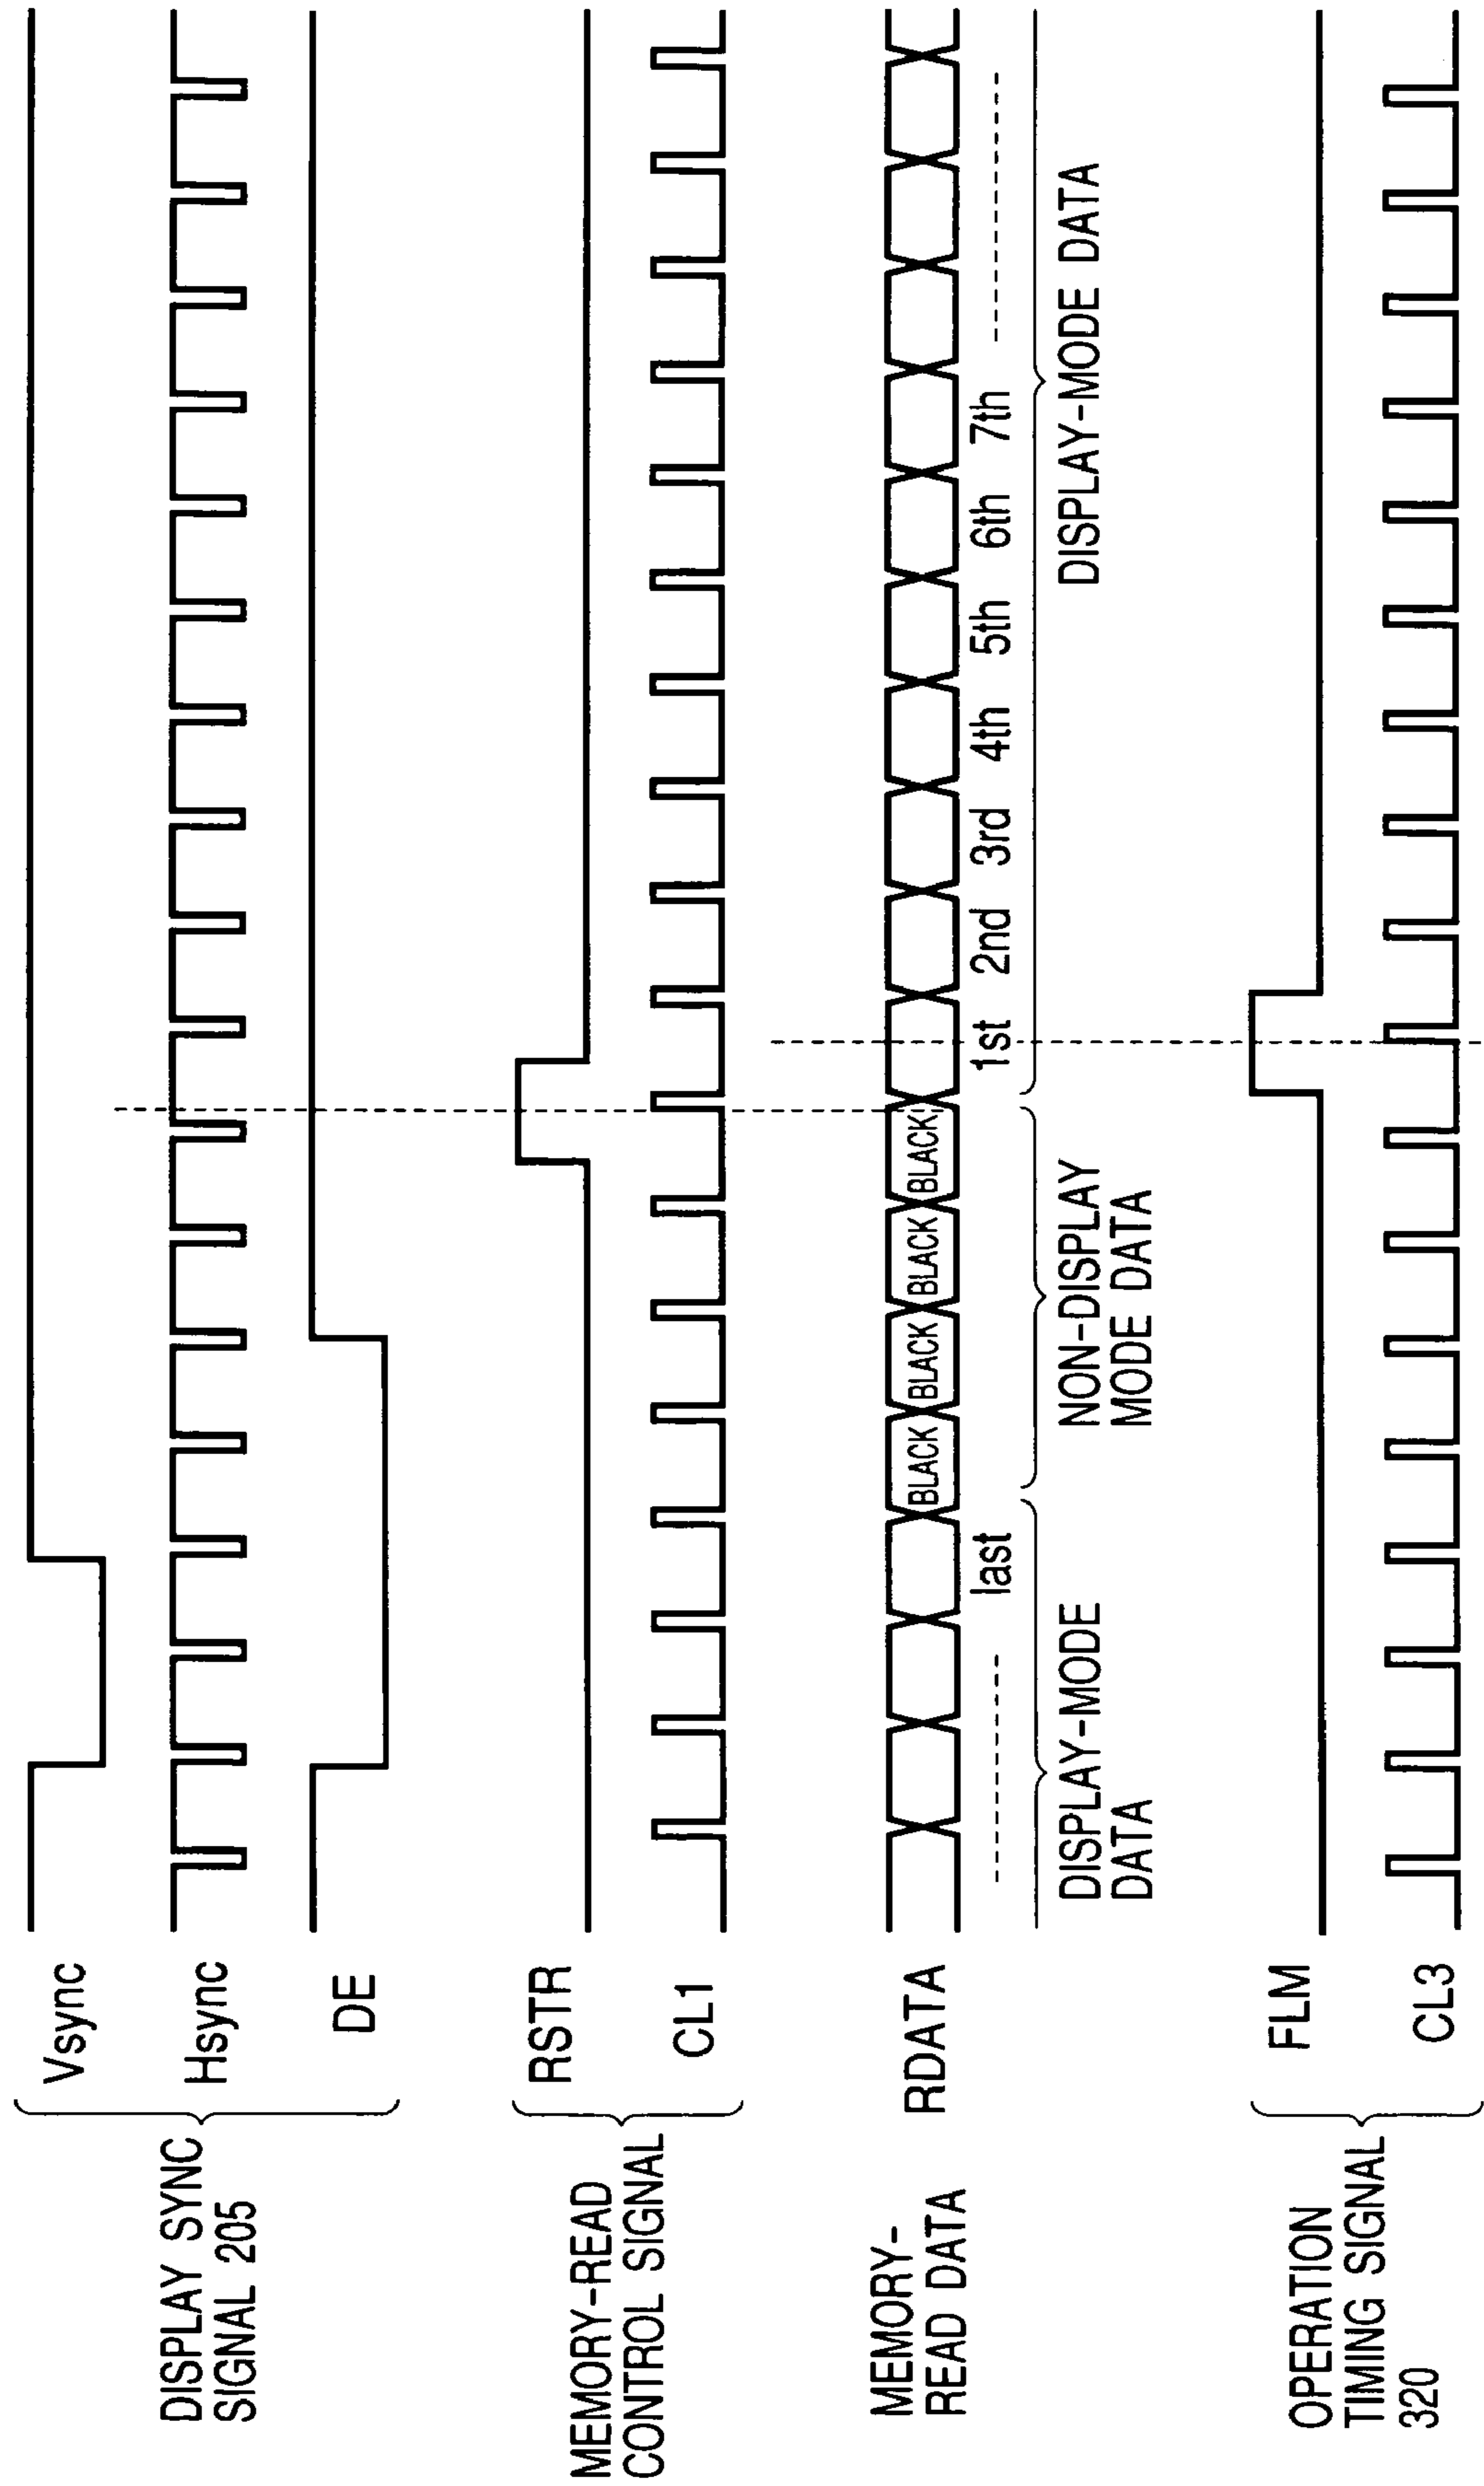 DISPLAY SYNC
SIGNAL 205
Vsync
Hsync
DE
MEMORY-READ
CONTROL SIGNAL
RSTR
CL1
MEMORY-
READ DATA
RDATA
BLACK BLACK BLACK BLACK
last 1st 2nd 3rd 4th 5th 6th 7th
DISPLAY-MODE
DATA
NON-DISPLAY
MODE DATA
DISPLAY-MODE DATA
OPERATION
TIMING SIGNAL
320
FLM
CL3